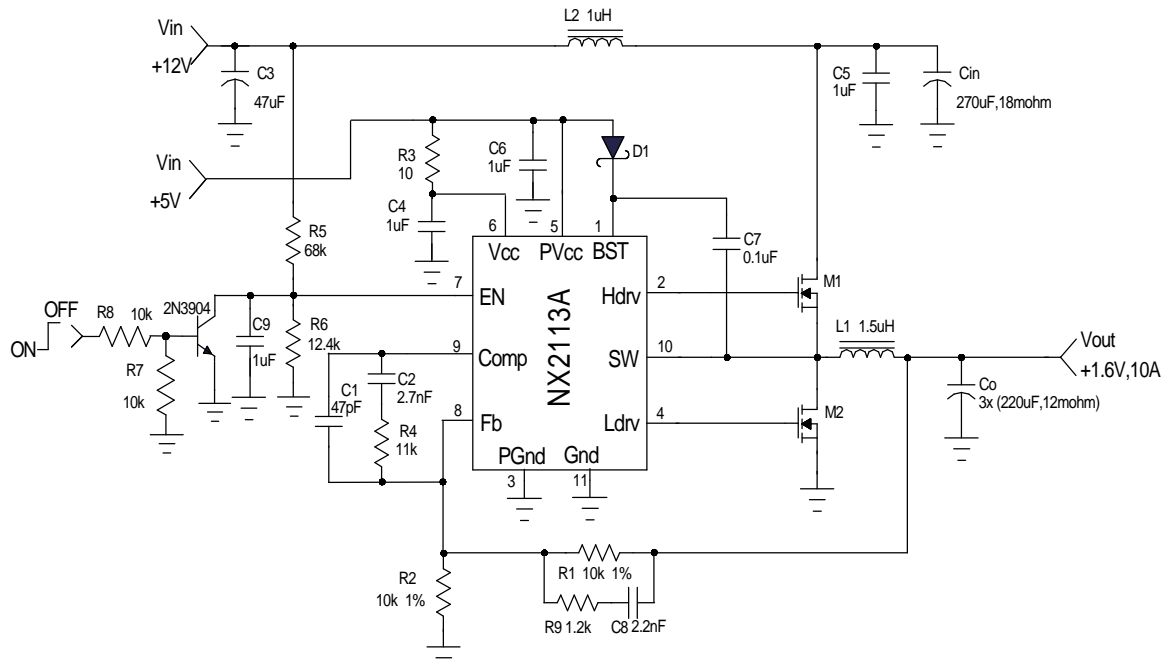 L2 1uH
Vin
+12V
C3
47uF
C5
1uF
Cin
270uF,18mohm
Vin
+5V
R3
10
C6
1uF
D1
C4
1uF
R5
68k
6
5
1
Vcc
PVcc
BST
C7
0.1uF
7
EN
Hdrv
2
M1
OFF
ON
R8
10k
2N3904
C9
1uF
R6
12.4k
R7
10k
9
Comp
NX2113A
SW
10
L1 1.5uH
Vout
+1.6V,10A
C1
47pF
C2
2.7nF
Co
3x (220uF,12mohm)
8
Fb
Ldrv
4
M2
R4
11k
PGnd
Gnd
3
11
R2
10k 1%
R1 10k 1%
R9 1.2k
C8 2.2nF